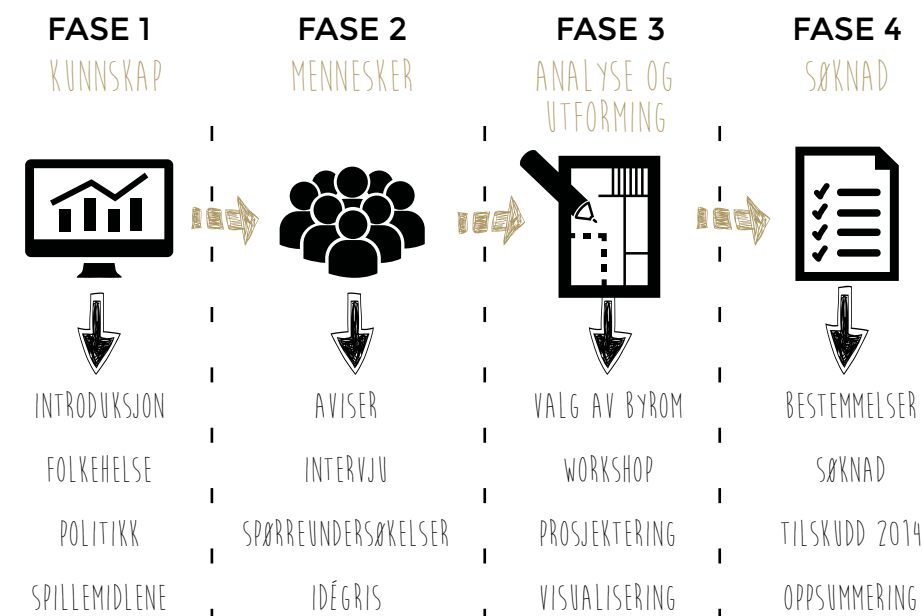 FASE 1
KUNNSKAP
INTRODUKSJON
FOLKEHELSE
POLITIKK
SPILLEMIDLENE
FASE 2
MENNESKER
AVISER
INTERVJU
SPØRREUNDERSØKELSER
IDÉGRIS
FASE 3
ANALYSE OG
UTFORMING
VALG AV BYROM
WORKSHOP
PROSJEKTERING
VISUALISERING
FASE 4
SØKNAD
BESTEMMELSER
SØKNAD
TILSKUDD 2014
OPPSUMMERING